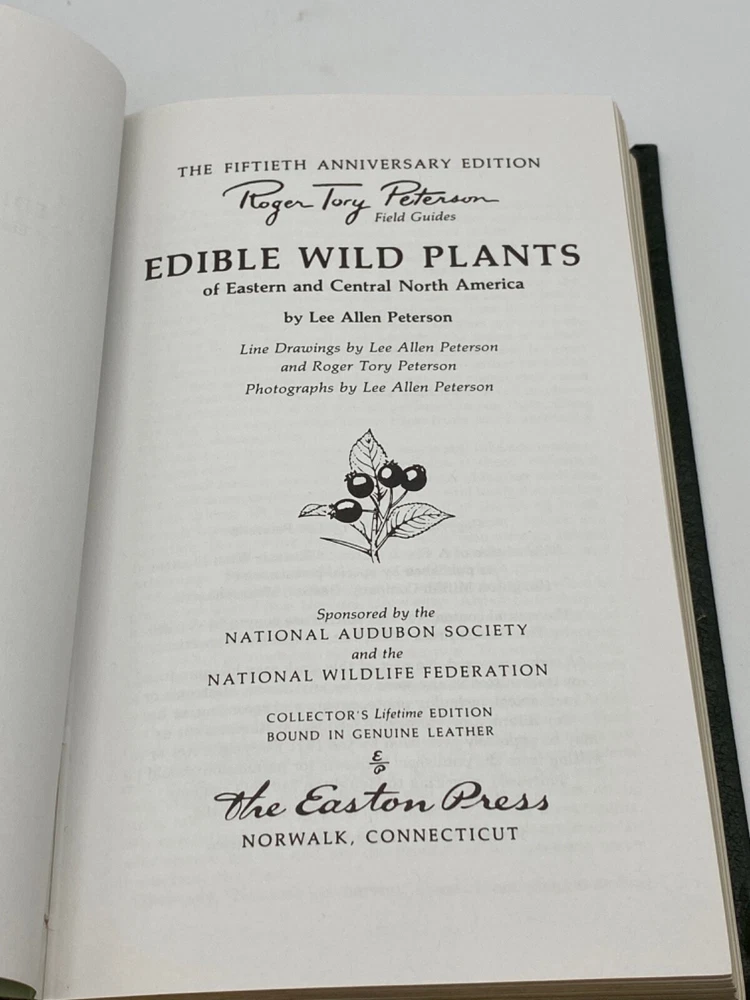 THE FIFTIETH ANNIVERSARY EDITION
Roger Tory Peterson
Field Guides
EDIBLE WILD PLANTS
of Eastern and Central North America
by Lee Allen Peterson
Line Drawings by Lee Allen Peterson
and Roger Tory Peterson
Photographs by Lee Allen Peterson
Sponsored by the
NATIONAL AUDUBON SOCIETY
and the
NATIONAL WILDLIFE FEDERATION
COLLECTOR'S Lifetime EDITION
BOUND IN GENUINE LEATHER
E
P
The Easton Press
NORWALK, CONNECTICUT